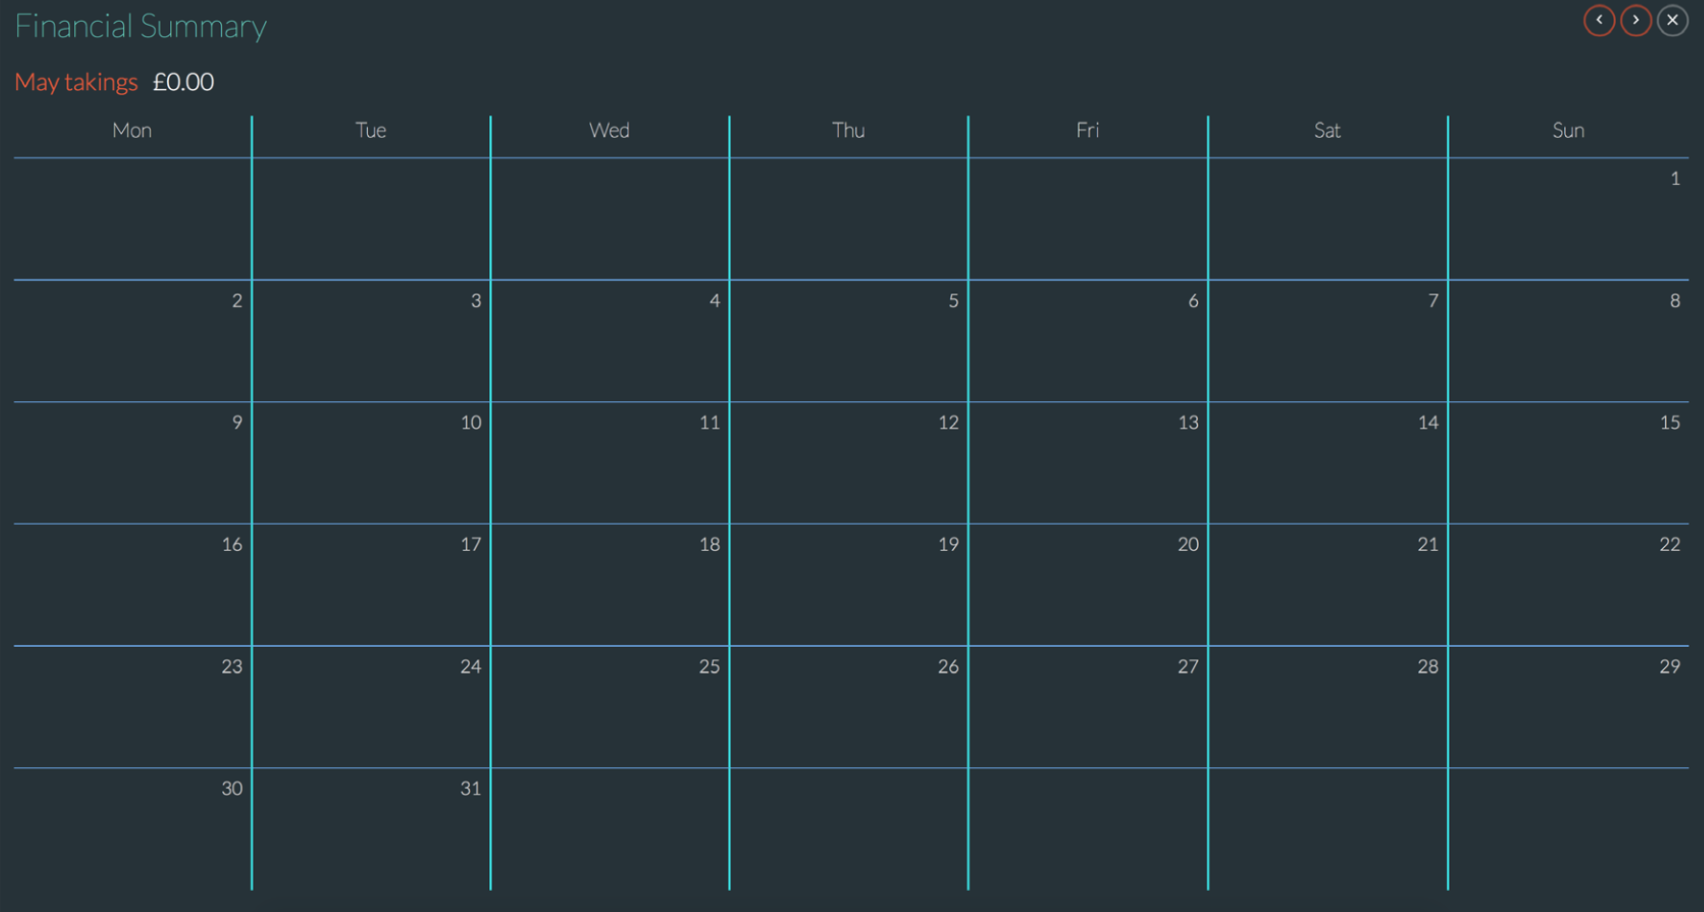 Financial Summary
May takings £0.00
Mon Tue Wed Thu Fri Sat Sun
1
2 3 4 5 6 7 8
9 10 11 12 13 14 15
16 17 18 19 20 21 22
23 24 25 26 27 28 29
30 31